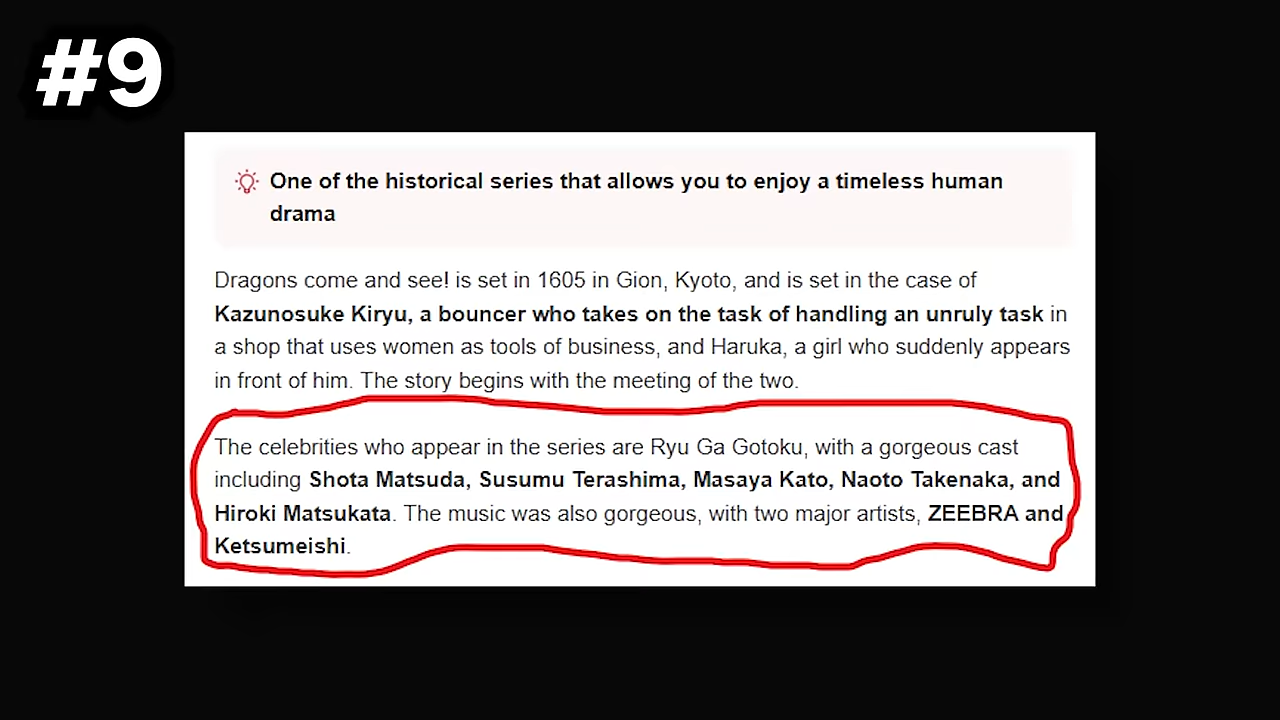 #9
One of the historical series that allows you to enjoy a timeless human
drama
Dragons come and see! is set in 1605 in Gion, Kyoto, and is set in the case of
Kazunosuke Kiryu, a bouncer who takes on the task of handling an unruly task in
a shop that uses women as tools of business, and Haruka, a girl who suddenly appears
in front of him. The story begins with the meeting of the two.
The celebrities who appear in the series are Ryu Ga Gotoku, with a gorgeous cast
including Shota Matsuda, Susumu Terashima, Masaya Kato, Naoto Takenaka, and
Hiroki Matsukata. The music was also gorgeous, with two major artists, ZEEBRA and
Ketsumeishi.